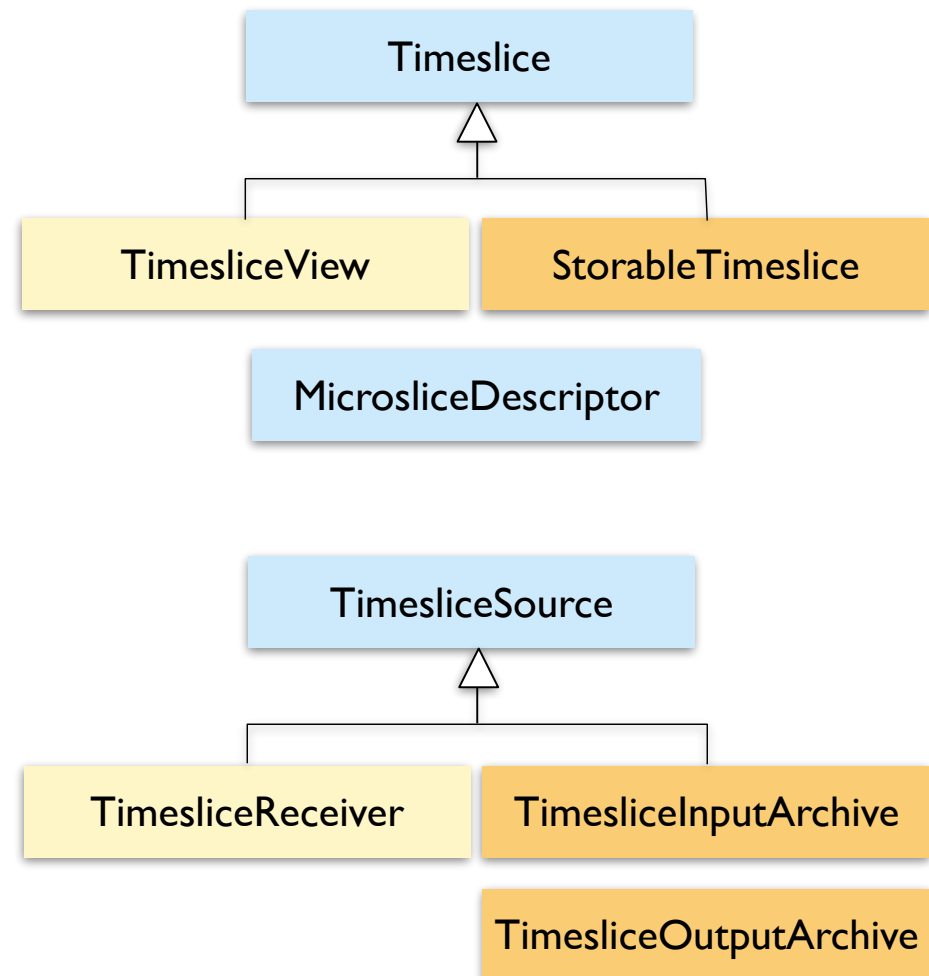 Timeslice
TimesliceView
StorableTimeslice
MicrosliceDescriptor
TimesliceSource
TimesliceReceiver
TimesliceInputArchive
TimesliceOutputArchive